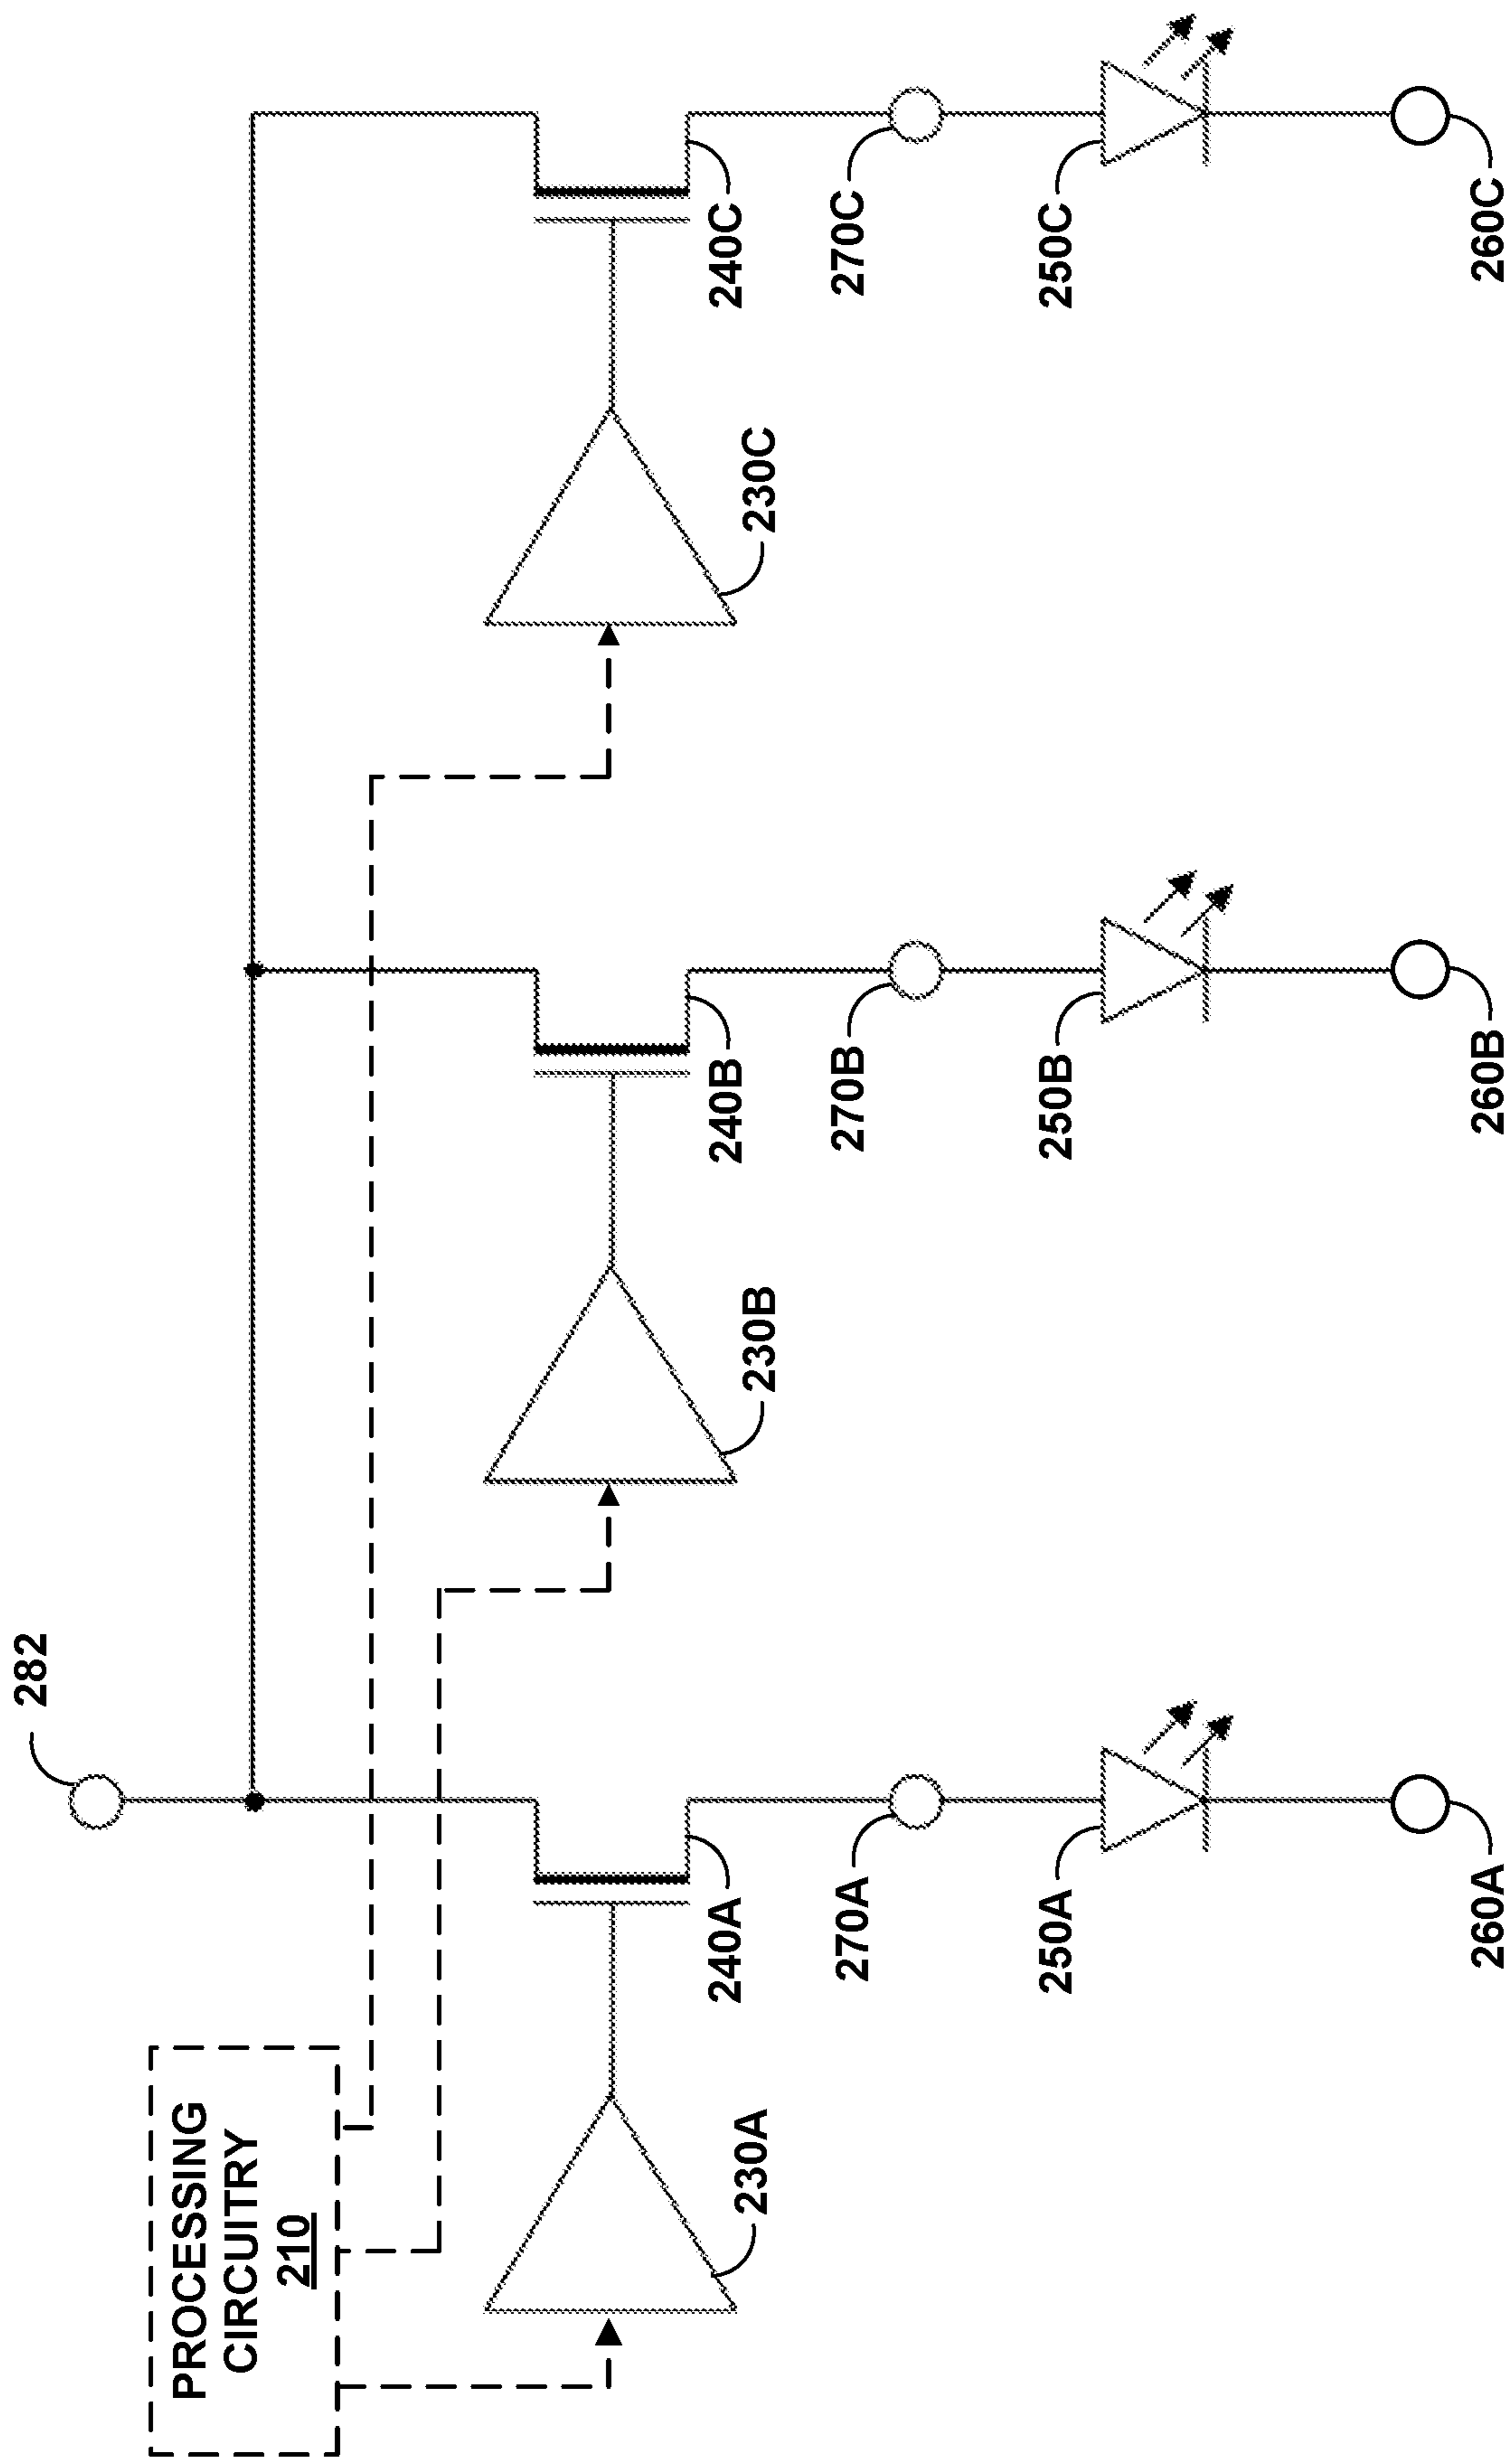 282
PROCESSING
CIRCUITRY
210
230A
240A
270A
250A
260A
230B
240B
270B
250B
260B
230C
240C
270C
250C
260C